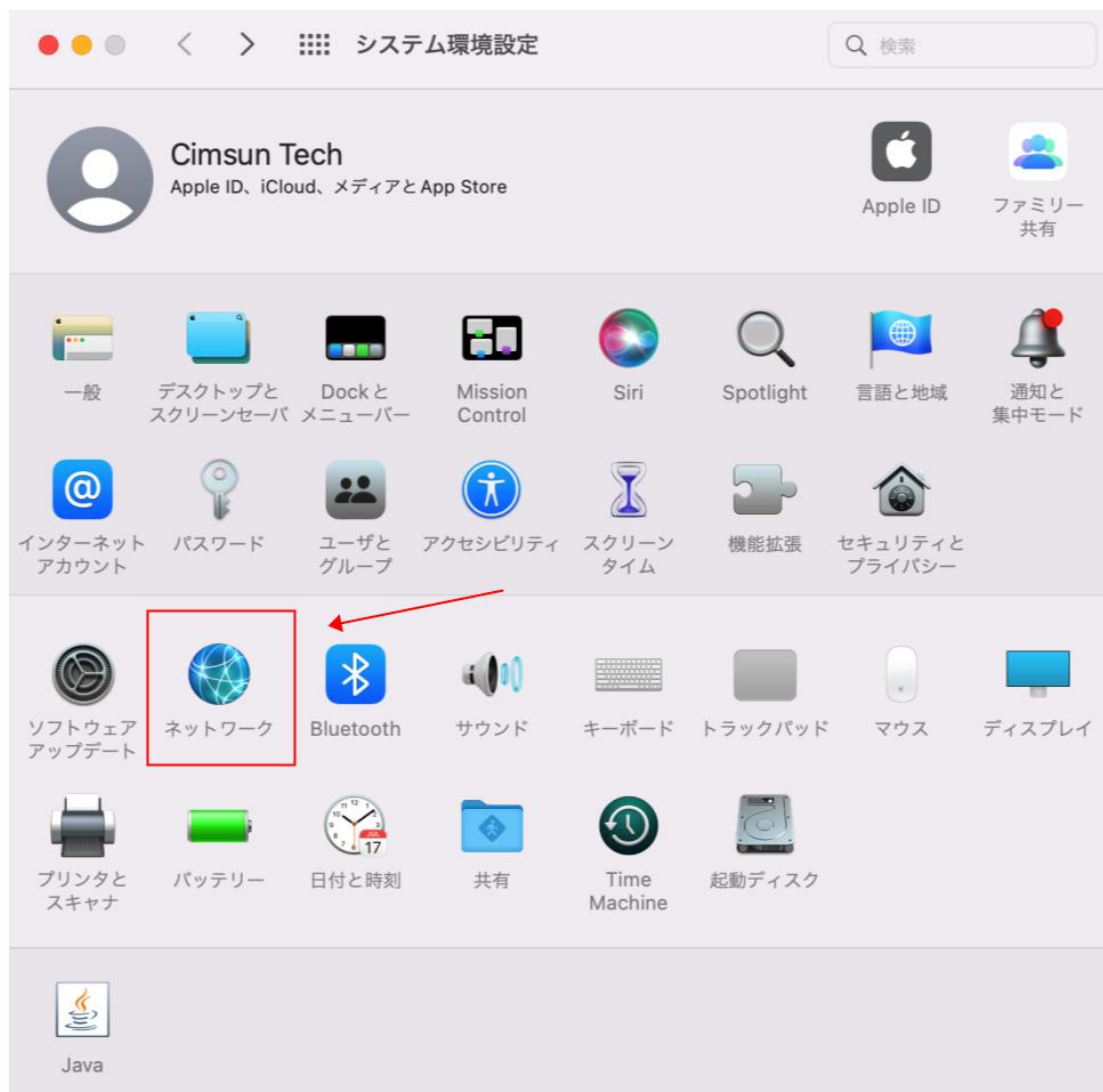 システム環境設定
検索
Cimsun Tech
Apple ID、iCloud、メディアと App Store
Apple ID
ファミリー
共有
一般
デスクトップと
スクリーンセーバ
Dockと
メニューバー
Mission
Control
Siri
Spotlight
言語と地域
通知と
集中モード
@
インターネット
アカウント
パスワード
ユーザと
グループ
アクセシビリティ
スクリーン
タイム
機能拡張
セキュリティと
プライバシー
ソフトウェア
アップデート
ネットワーク
Bluetooth
サウンド
キーボード
トラックパッド
マウス
ディスプレイ
プリンタと
スキャナ
バッテリー
JUL
17
日付と時刻
共有
Time
Machine
起動ディスク
Java